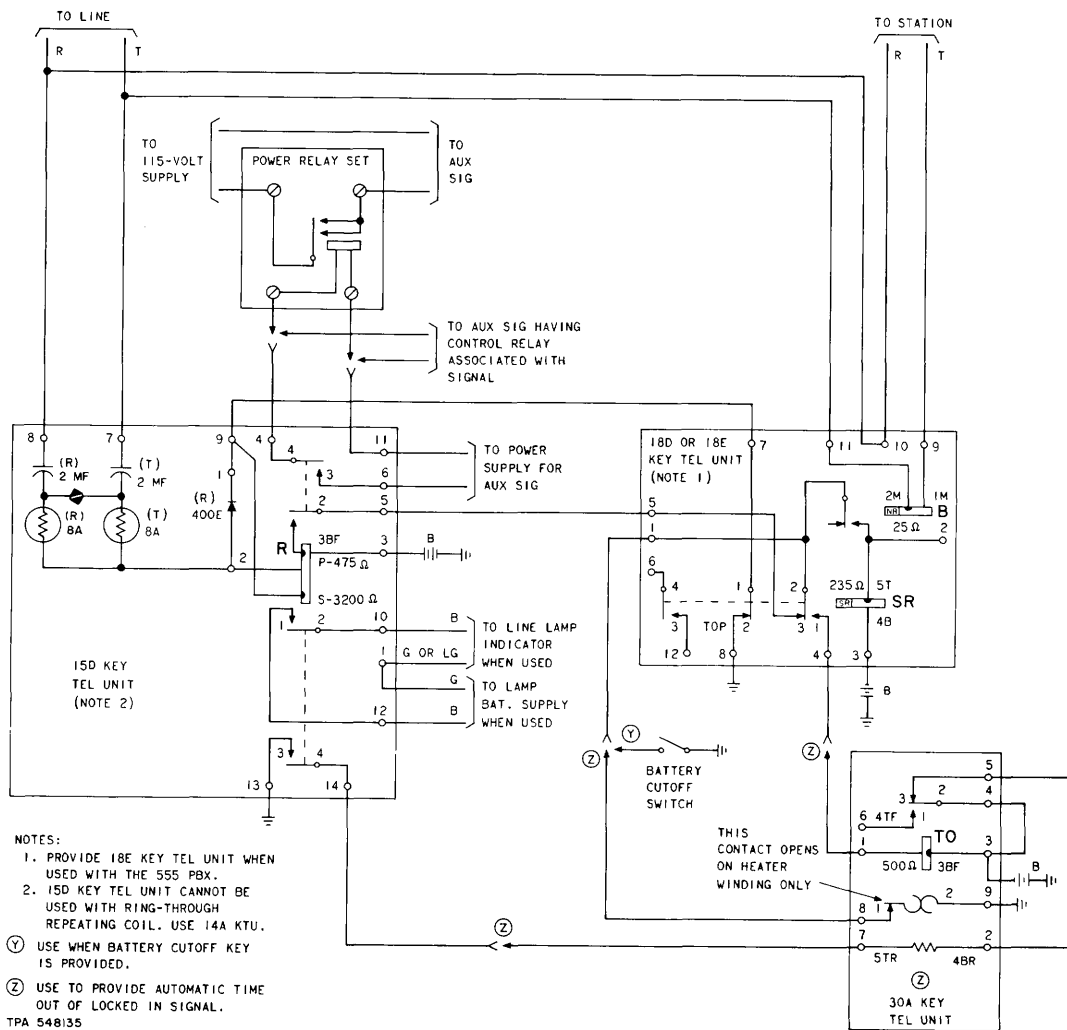 TO LINE
R
T
TO STATION
R
T
TO
115-VOLT
SUPPLY
POWER RELAY SET
TO
AUX
SIG
TO AUX SIG HAVING
CONTROL RELAY
ASSOCIATED WITH
SIGNAL
8
7
9
4
11
(R)
2 MF
(T)
2 MF
1
(R)
400E
(R)
8A
(T)
8A
2
4
3
6
2
5
TO POWER
SUPPLY FOR
AUX SIG
R
3BF
P-475 Ω
S-3200 Ω
3
B
1
2
10
B
TO LINE LAMP
INDICATOR
WHEN USED
1
G OR LG
G
TO LAMP
BAT. SUPPLY
WHEN USED
12
B
3
4
13
14
15D KEY
TEL UNIT
(NOTE 2)
18D OR 18E
KEY TEL UNIT
(NOTE 1)
7
11
10
9
5
1
6
2M
1M
NR
B
25 Ω
2
4
1
2
235 Ω
5T
SR
SR
4B
3
TOP
2
3
1
12
8
4
3
B
Y
Z
BATTERY
CUTOFF
SWITCH
Z
5
3
2
4
6
4TF
1
TO
1
500 Ω
3BF
3
B
THIS
CONTACT OPENS
ON HEATER
WINDING ONLY
8
1
2
9
7
5TR
4BR
2
Z
Z
30A KEY
TEL UNIT
NOTES:
1. PROVIDE 18E KEY TEL UNIT WHEN
USED WITH THE 555 PBX.
2. 15D KEY TEL UNIT CANNOT BE
USED WITH RING-THROUGH
REPEATING COIL. USE 14A KTU.
Y USE WHEN BATTERY CUTOFF KEY
IS PROVIDED.
Z USE TO PROVIDE AUTOMATIC TIME
OUT OF LOCKED IN SIGNAL.
TPA 548135